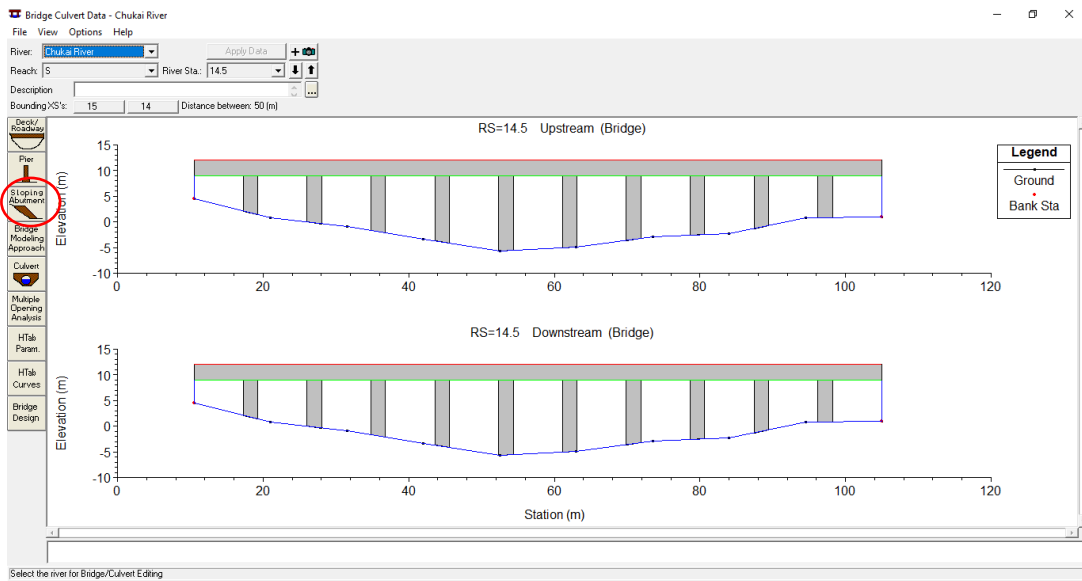 Bridge Culvert Data - Chukai River
File View Options Help
River: Chukai River Apply Data
Reach: S River Sta.: 14.5
Description ...
Bounding XS's: 15 14 Distance between: 50 (m)
Deck/
Roadway
Pier
Sloping
Abutment
Bridge
Modeling
Approach
Culvert
Multiple
Opening
Analysis
HTab
Param.
HTab
Curves
Bridge
Design
RS=14.5 Upstream (Bridge)
Elevation (m)
15
10
5
0
-5
-10
0 20 40 60 80 100 120
Legend
Ground
Bank Sta
RS=14.5 Downstream (Bridge)
Elevation (m)
15
10
5
0
-5
-10
0 20 40 60 80 100 120
Station (m)
Select the river for Bridge/Culvert Editing